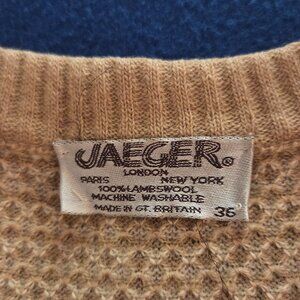 JAEGER®
LONDON
PARIS NEW YORK
100% LAMBSWOOL
MACHINE WASHABLE
MADE IN GT. BRITAIN 36"